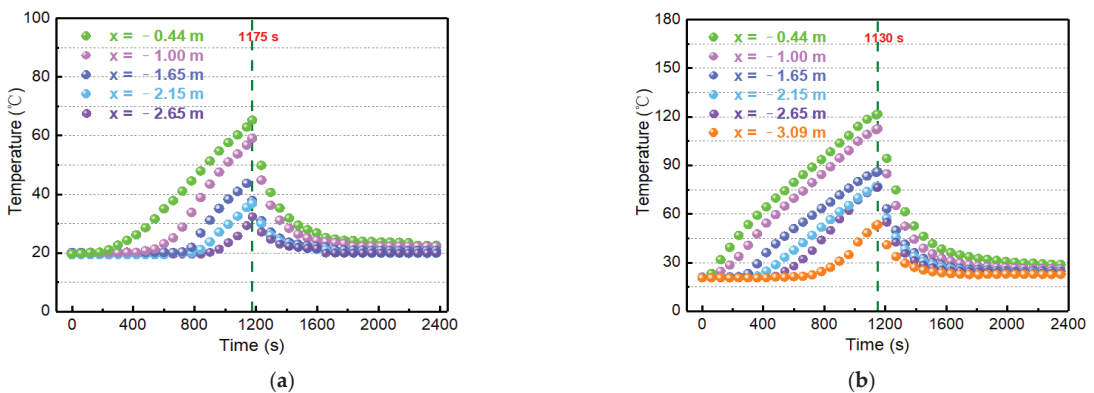 100
80
60
40
20
0
Temperature (℃)
x = －0.44 m
x = －1.00 m
x = －1.65 m
x = －2.15 m
x = －2.65 m
1175 s
0 400 800 1200 1600 2000 2400
Time (s)
(a)
180
150
120
90
60
30
0
Temperature (℃)
x = －0.44 m
x = －1.00 m
x = －1.65 m
x = －2.15 m
x = －2.65 m
x = －3.09 m
1130 s
0 400 800 1200 1600 2000 2400
Time (s)
(b)